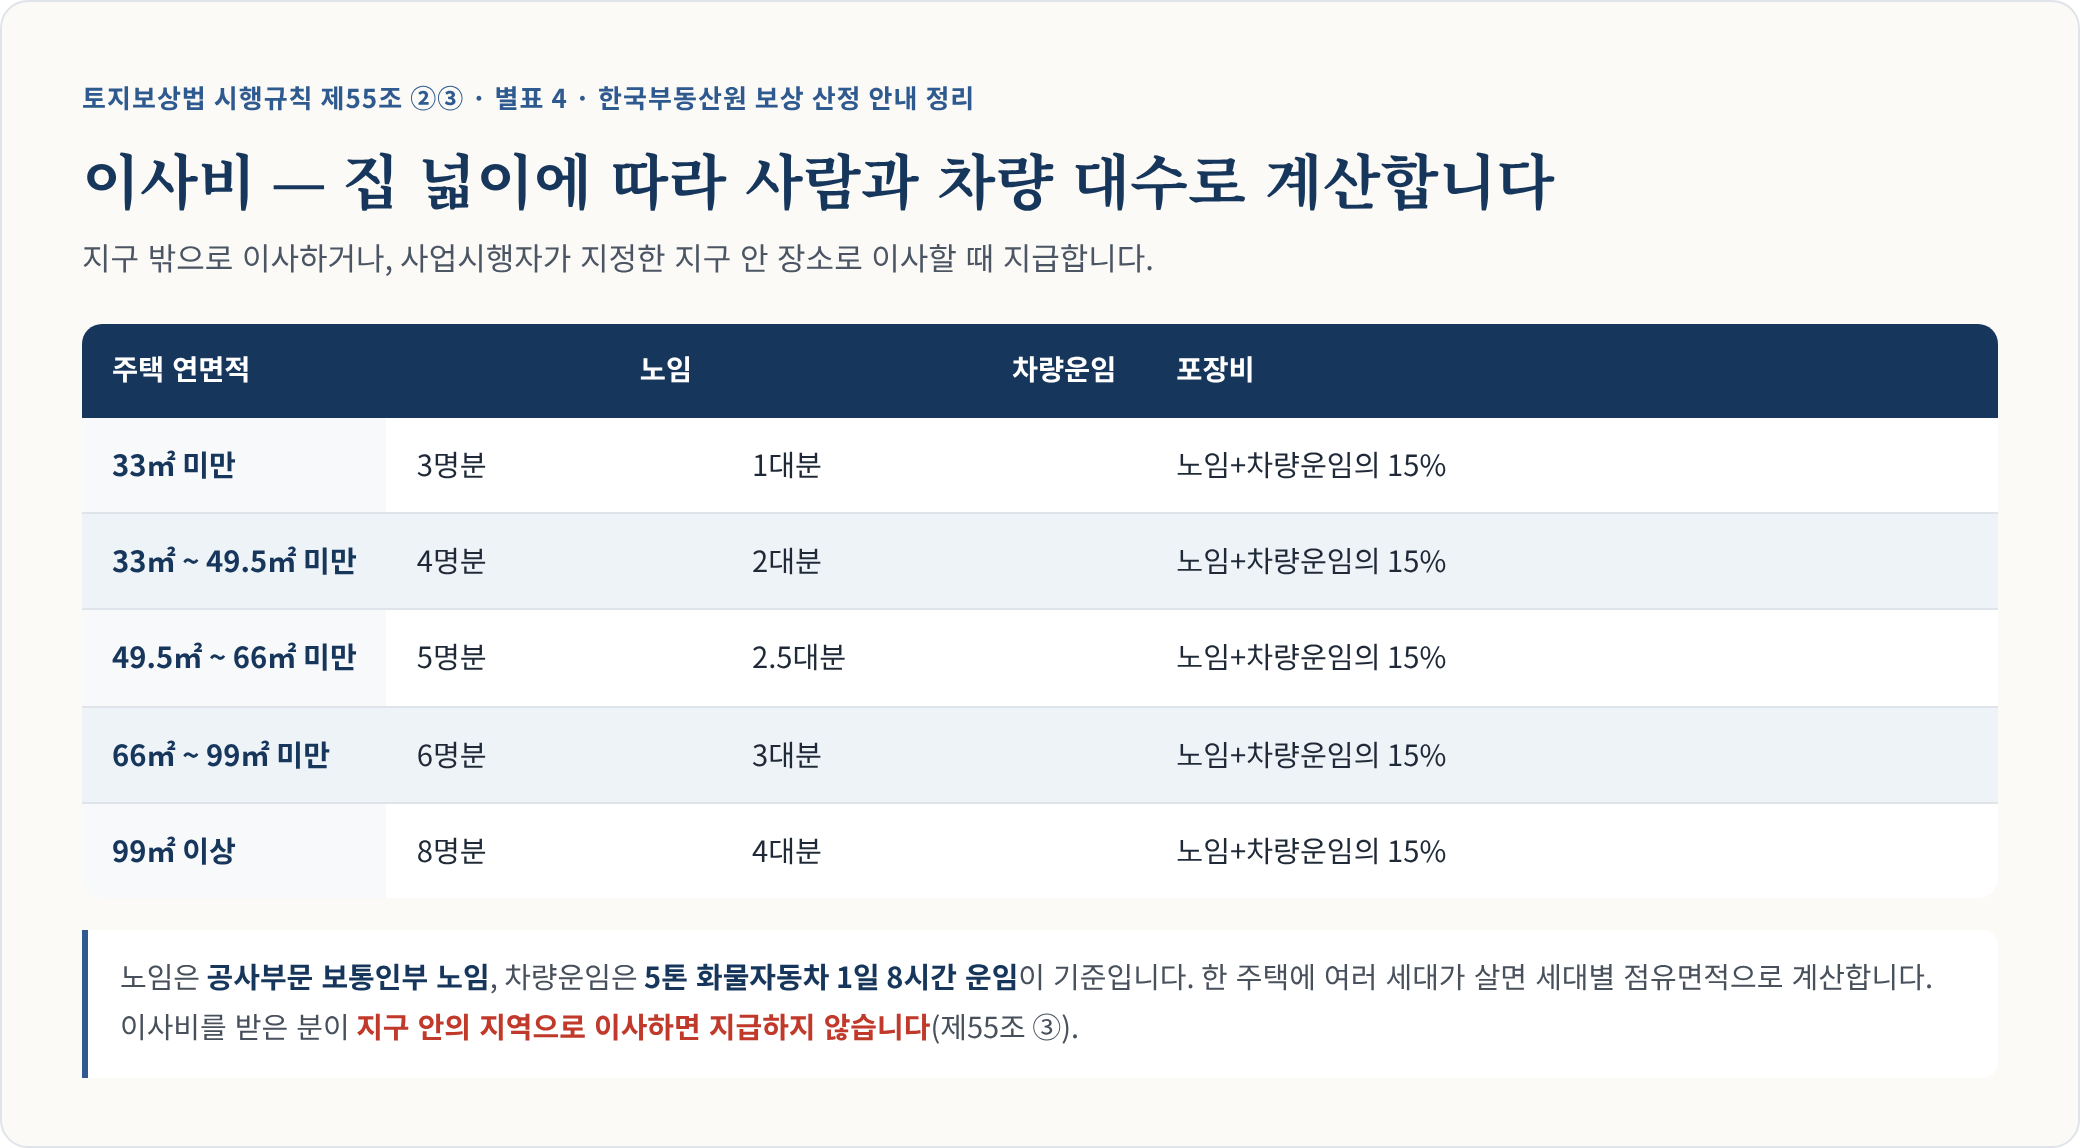 토지보상법 시행규칙 제55조 ②③ · 별표 4 · 한국부동산원 보상 산정 안내 정리
이사비 — 집 넓이에 따라 사람과 차량 대수로 계산합니다
지구 밖으로 이사하거나, 사업시행자가 지정한 지구 안 장소로 이사할 때 지급합니다.
주택 연면적 노임 차량운임 포장비
33㎡ 미만 3명분 1대분 노임+차량운임의 15%
33㎡ ~ 49.5㎡ 미만 4명분 2대분 노임+차량운임의 15%
49.5㎡ ~ 66㎡ 미만 5명분 2.5대분 노임+차량운임의 15%
66㎡ ~ 99㎡ 미만 6명분 3대분 노임+차량운임의 15%
99㎡ 이상 8명분 4대분 노임+차량운임의 15%
노임은 공사부문 보통인부 노임, 차량운임은 5톤 화물자동차 1일 8시간 운임이 기준입니다. 한 주택에 여러 세대가 살면 세대별 점유면적으로 계산합니다.
이사비를 받은 분이 지구 안의 지역으로 이사하면 지급하지 않습니다(제55조 ③).